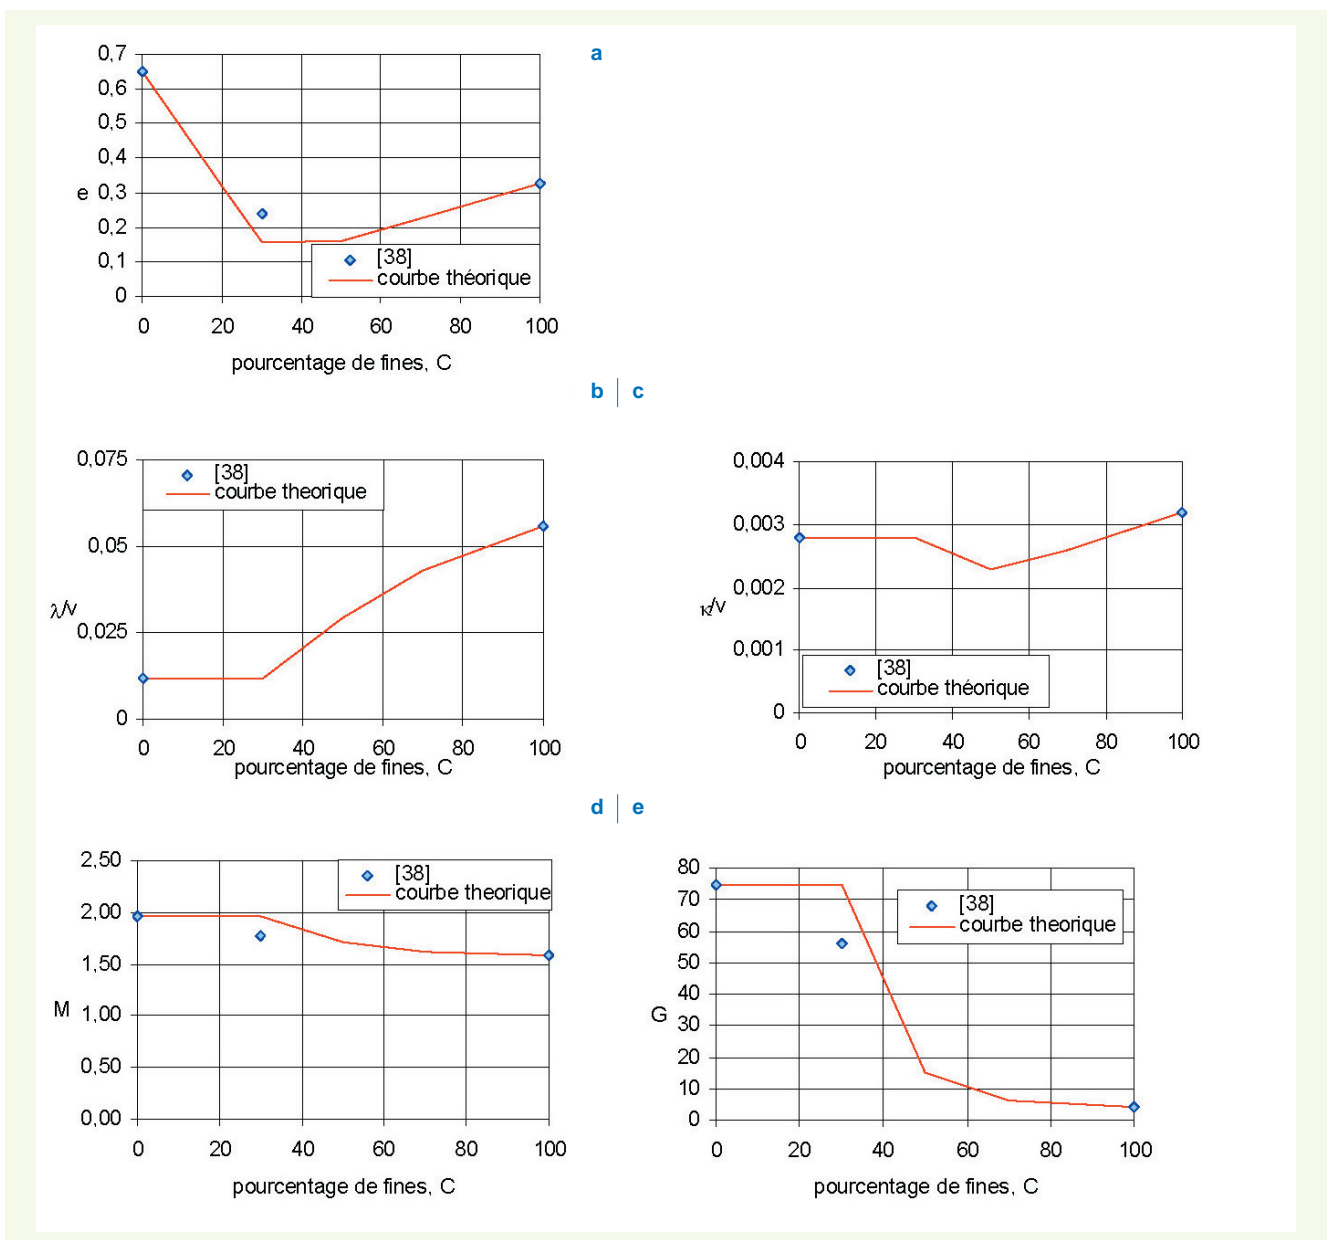 a
0,7
0,6
0,5
0,4
e 0,3
0,2
0,1
0
[38]
courbe théorique
0 20 40 60 80 100
pourcentage de fines, C
b c
0,075
0,05
λ/v
0,025
0
[38]
courbe theorique
0 20 40 60 80 100
pourcentage de fines, C
0,004
0,003
0,002
κ/v
0,001
0
[38]
courbe théorique
0 20 40 60 80 100
pourcentage de fines, C
d e
2,50
2,00
1,50
M 1,00
0,50
0,00
[38]
courbe theorique
0 20 40 60 80 100
pourcentage de fines, C
80
70
60
50
40
G 30
20
10
0
[38]
courbe theorique
0 20 40 60 80 100
pourcentage de fines, C